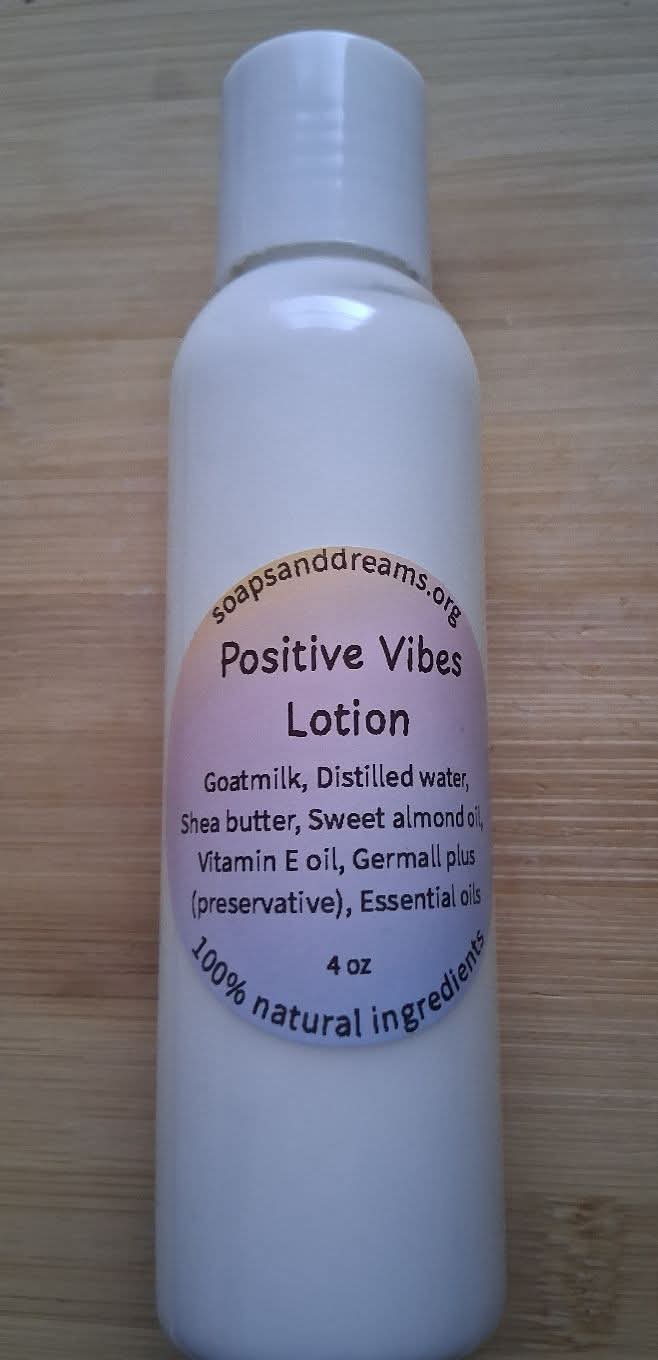 soapsanddreams.org
Positive Vibes
Lotion
Goatmilk, Distilled water,
Shea butter, Sweet almond oil,
Vitamin E oil, Germall plus
(preservative), Essential oils
4 oz
100% natural ingredients